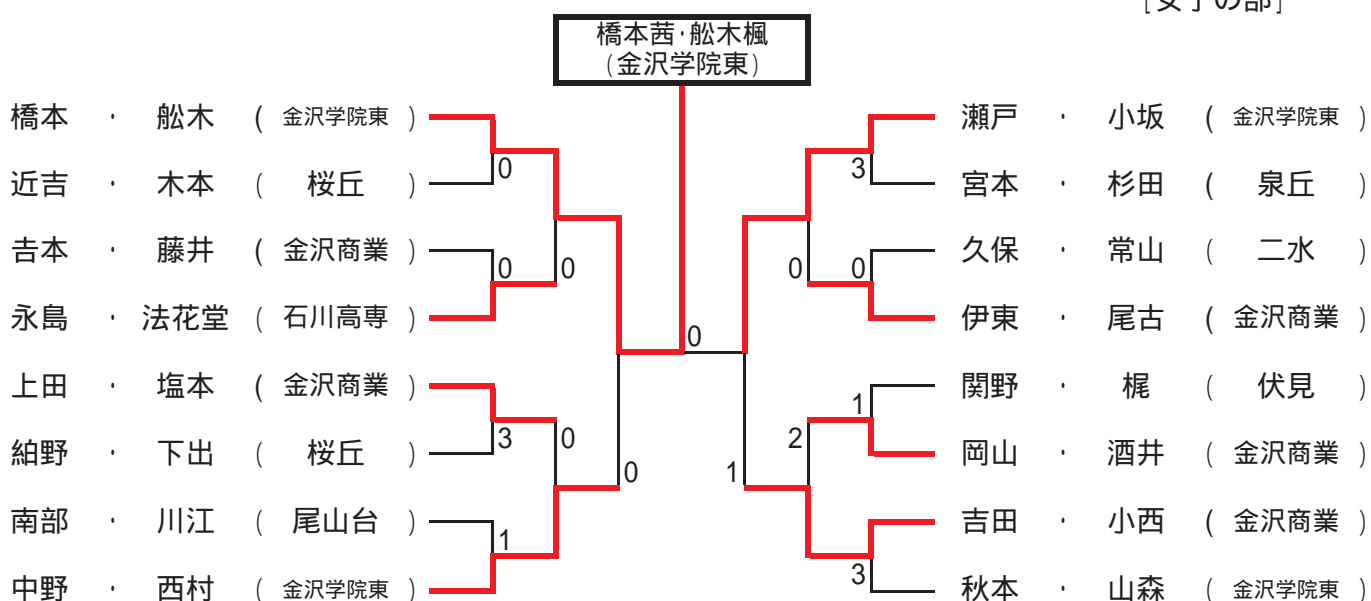 [女子の部]
橋本茜・舩木楓
(金沢学院東)
橋本 ・ 舩木 ( 金沢学院東 )
近吉 ・ 木本 ( 桜丘 )
0
吉本 ・ 藤井 ( 金沢商業 )
0 0
永島 ・ 法花堂 ( 石川高専 )
上田 ・ 塩本 ( 金沢商業 )
3 0
紺野 ・ 下出 ( 桜丘 )
0
南部 ・ 川江 ( 尾山台 )
1
中野 ・ 西村 ( 金沢学院東 )
0
瀬戸 ・ 小坂 ( 金沢学院東 )
3
宮本 ・ 杉田 ( 泉丘 )
久保 ・ 常山 ( 二水 )
0 0
伊東 ・ 尾古 ( 金沢商業 )
関野 ・ 梶 ( 伏見 )
1
2
岡山 ・ 酒井 ( 金沢商業 )
1
吉田 ・ 小西 ( 金沢商業 )
3
秋本 ・ 山森 ( 金沢学院東 )